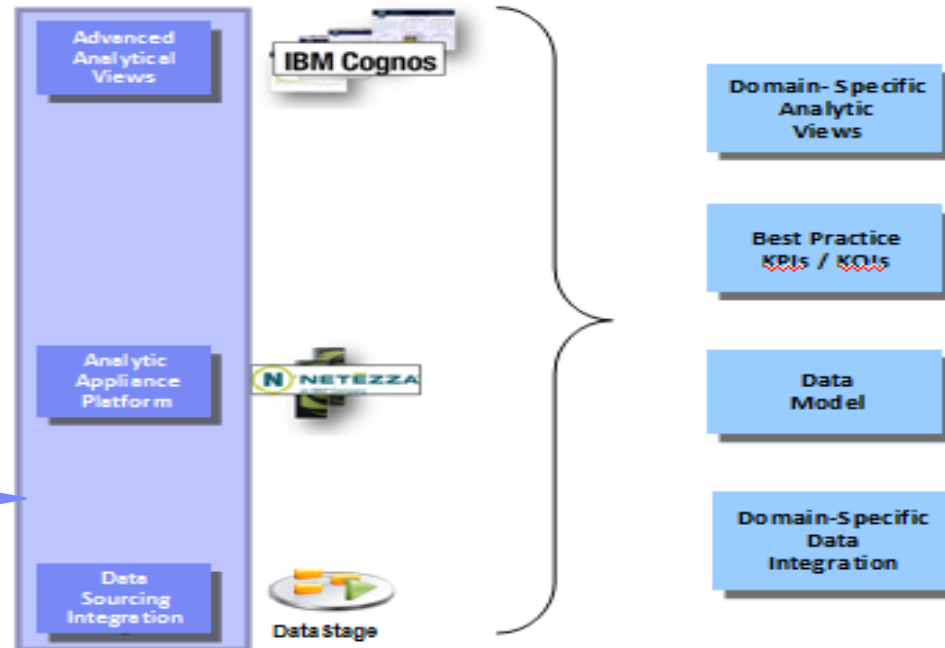 Advanced
Analytical
Views
IBM Cognos
Domain- Specific
Analytic
Views
Best Practice
KPIs / KQIs
Analytic
Appliance
Platform
N NETEZZA
Data
Model
Domain-Specific
Data
Integration
Data
Sourcing
Integration
DataStage